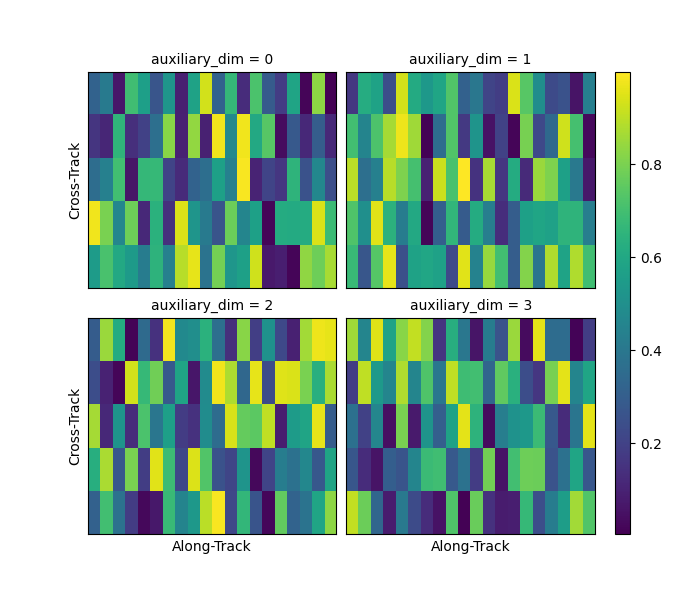 auxiliary_dim = 0
auxiliary_dim = 1
Cross-Track
0.8
0.6
auxiliary_dim = 2
auxiliary_dim = 3
0.4
Cross-Track
0.2
Along-Track
Along-Track